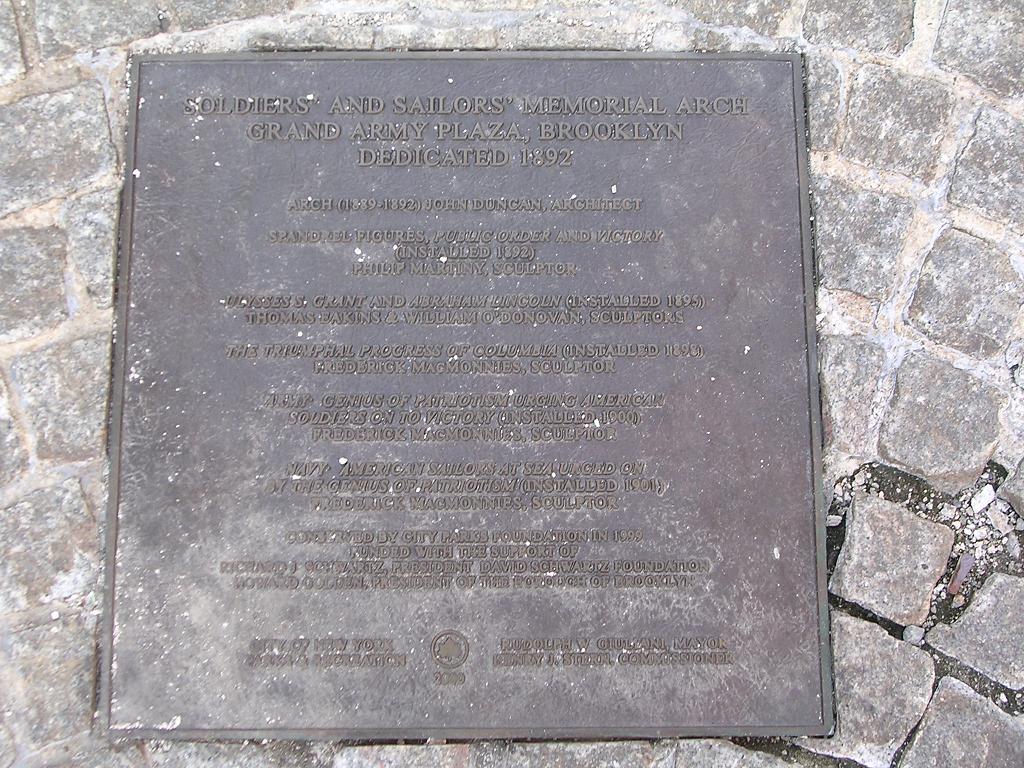 SOLDIERS' AND SAILORS' MEMORIAL ARCH
GRAND ARMY PLAZA, BROOKLYN
DEDICATED 1892
ARCH (1889-1892) JOHN DUNCAN, ARCHITECT
SPANDREL FIGURES, PUBLIC ORDER AND VICTORY
(INSTALLED 1892)
PHILIP MARTINY, SCULPTOR
ULYSSES S. GRANT AND ABRAHAM LINCOLN (INSTALLED 1895)
THOMAS EAKINS & WILLIAM O'DONOVAN, SCULPTORS
THE TRIUMPHAL PROGRESS OF COLUMBIA (INSTALLED 1898)
FREDERICK MACMONNIES, SCULPTOR
ARMY: GENIUS OF PATRIOTISM URGING AMERICAN
SOLDIERS ON TO VICTORY (INSTALLED 1900)
FREDERICK MACMONNIES, SCULPTOR
NAVY: AMERICAN SAILORS AT SEA URGED ON
BY THE GENIUS OF PATRIOTISM (INSTALLED 1901)
FREDERICK MACMONNIES, SCULPTOR
CONSERVED BY CITY PARKS FOUNDATION IN 1999
FUNDED WITH THE SUPPORT OF
RICHARD J. SCHWARTZ, PRESIDENT DAVID SCHWARTZ FOUNDATION
HOWARD GOLDEN, PRESIDENT OF THE BOROUGH OF BROOKLYN
CITY OF NEW YORK
PARKS & RECREATION
2000
RUDOLPH W. GIULIANI, MAYOR
HENRY J. STERN, COMMISSIONER